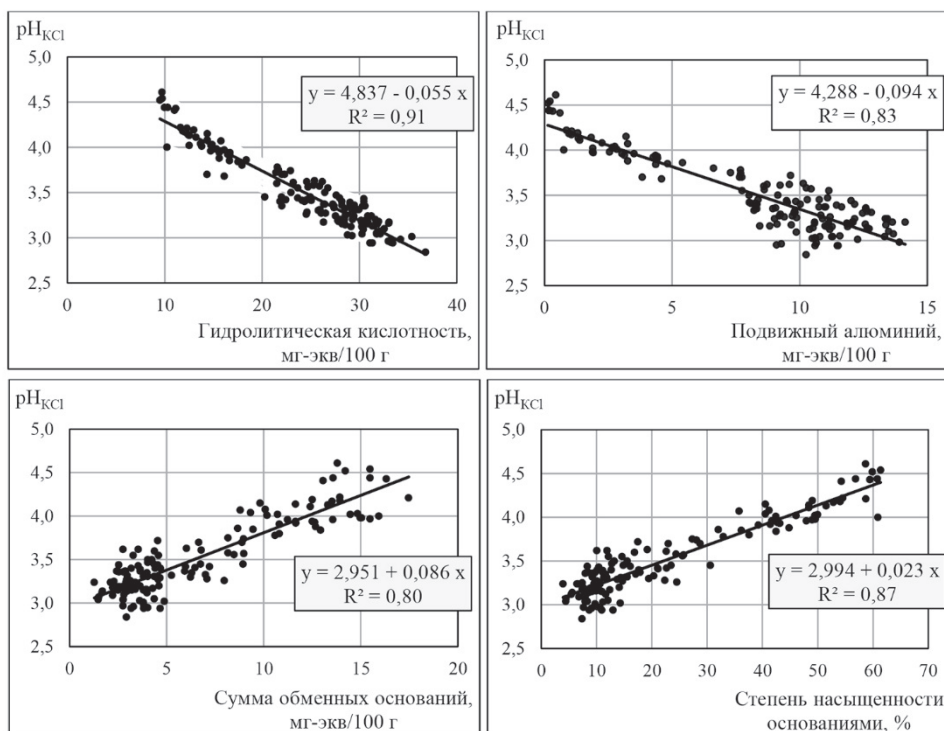 pHKCl
5,0
4,5
4,0
3,5
3,0
2,5
0
10
20
30
40
y = 4,837 - 0,055 x
R² = 0,91
Гидролитическая кислотность,
мг-экв/100 г
pHKCl
5,0
4,5
4,0
3,5
3,0
2,5
0
5
10
15
y = 4,288 - 0,094 x
R² = 0,83
Подвижный алюминий,
мг-экв/100 г
pHKCl
5,0
4,5
4,0
3,5
3,0
2,5
0
5
10
15
20
y = 2,951 + 0,086 x
R² = 0,80
Сумма обменных оснований,
мг-экв/100 г
pHKCl
5,0
4,5
4,0
3,5
3,0
2,5
0
10
20
30
40
50
60
70
y = 2,994 + 0,023 x
R² = 0,87
Степень насыщенности
основаниями, %